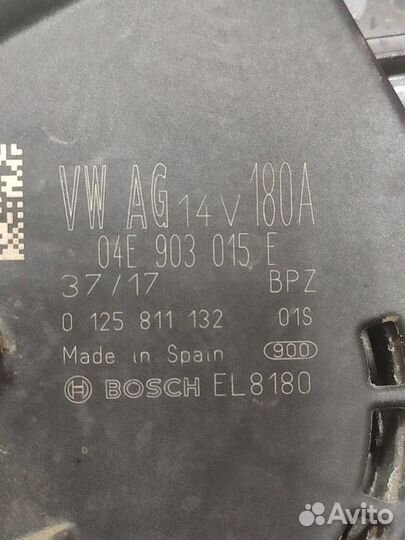 VW AG 14V 180A
04E 903 015 E
37/17 BPZ
0 125 811 132 01S
Made in Spain 900
BOSCH EL8180
Avito